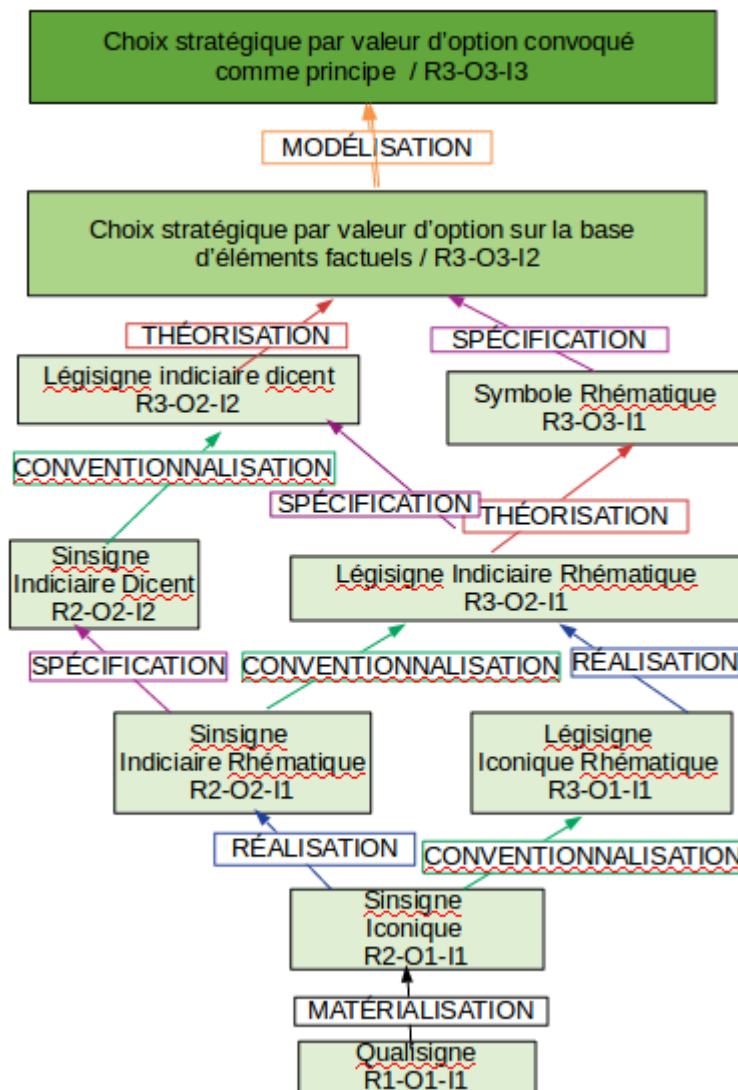 Choix stratégique par valeur d'option convoqué
comme principe / R3-O3-I3
MODÉLISATION
Choix stratégique par valeur d'option sur la base
d'éléments factuels / R3-O3-I2
THÉORISATION
SPÉCIFICATION
Légisigne indiciaire dicent
R3-O2-I2
Symbole Rhématique
R3-O3-I1
CONVENTIONNALISATION
SPÉCIFICATION
THÉORISATION
Sinsigne
Indiciaire Dicent
R2-O2-I2
Légisigne Indiciaire Rhématique
R3-O2-I1
SPÉCIFICATION
CONVENTIONNALISATION
RÉALISATION
Sinsigne
Indiciaire Rhématique
R2-O2-I1
Légisigne
Iconique Rhématique
R3-O1-I1
RÉALISATION
CONVENTIONNALISATION
Sinsigne
Iconique
R2-O1-I1
MATÉRIALISATION
Qualisigne
R1-O1-I1